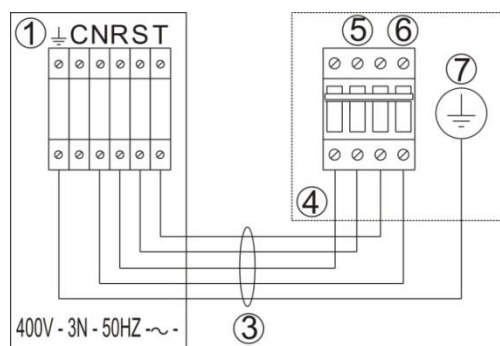 ① ⏚ CNRST
⑤ ⑥
⑦
④
③
400V - 3N - 50HZ -~ -